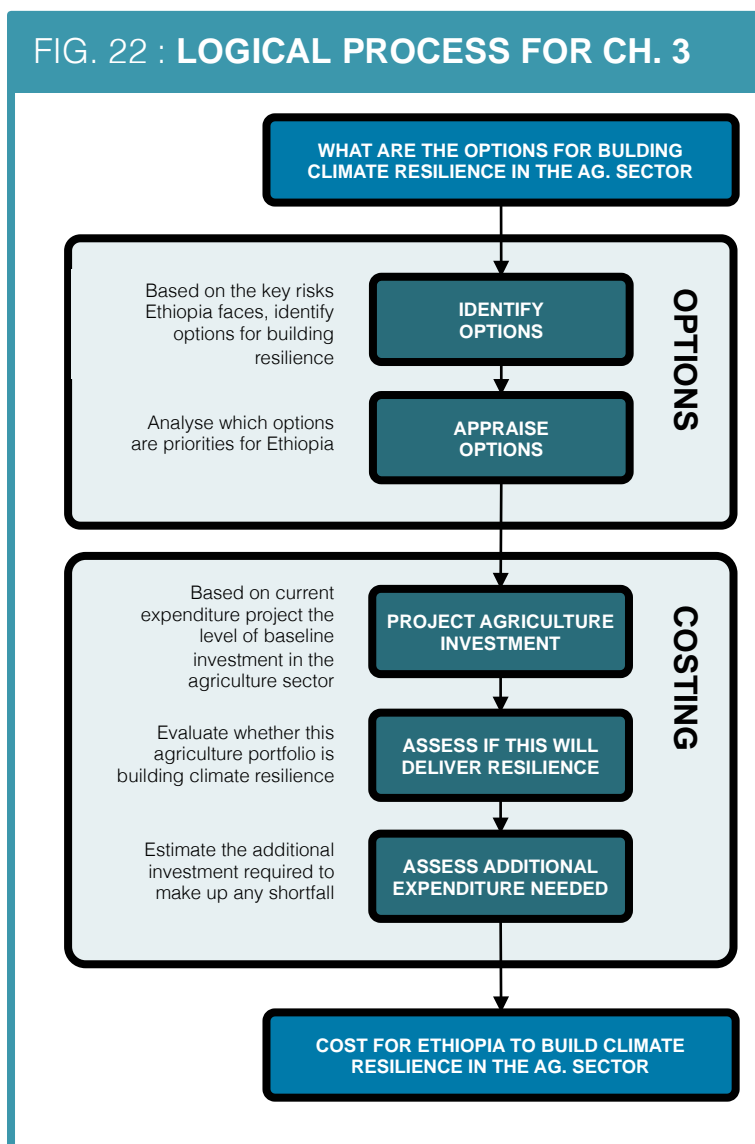 FIG. 22 : LOGICAL PROCESS FOR CH. 3
WHAT ARE THE OPTIONS FOR BULDING
CLIMATE RESILIENCE IN THE AG. SECTOR
OPTIONS
Based on the key risks
Ethiopia faces, identify
options for building
resilience
IDENTIFY
OPTIONS
Analyse which options
are priorities for Ethiopia
APPRAISE
OPTIONS
COSTING
Based on current
expenditure project the
level of baseline
investment in the
agriculture sector
PROJECT AGRICULTURE
INVESTMENT
Evaluate whether this
agriculture portfolio is
building climate resilience
ASSESS IF THIS WILL
DELIVER RESILIENCE
Estimate the additional
investment required to
make up any shortfall
ASSESS ADDITIONAL
EXPENDITURE NEEDED
COST FOR ETHIOPIA TO BUILD CLIMATE
RESILIENCE IN THE AG. SECTOR